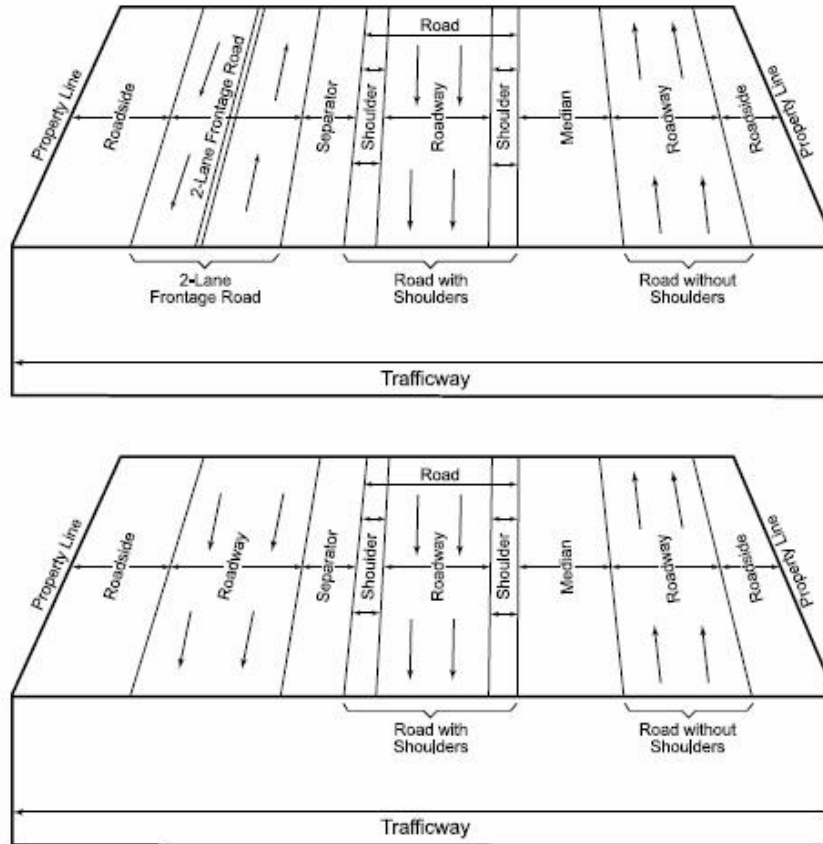 Road
Property Line
Roadside
2-Lane Frontage Road
Separator
Shoulder
Roadway
Shoulder
Median
Roadway
Roadside
Property Line
2-Lane
Frontage Road
Road with
Shoulders
Road without
Shoulders
Trafficway
Road
Property Line
Roadside
Roadway
Separator
Shoulder
Roadway
Shoulder
Median
Roadway
Roadside
Property Line
Road with
Shoulders
Road without
Shoulders
Trafficway